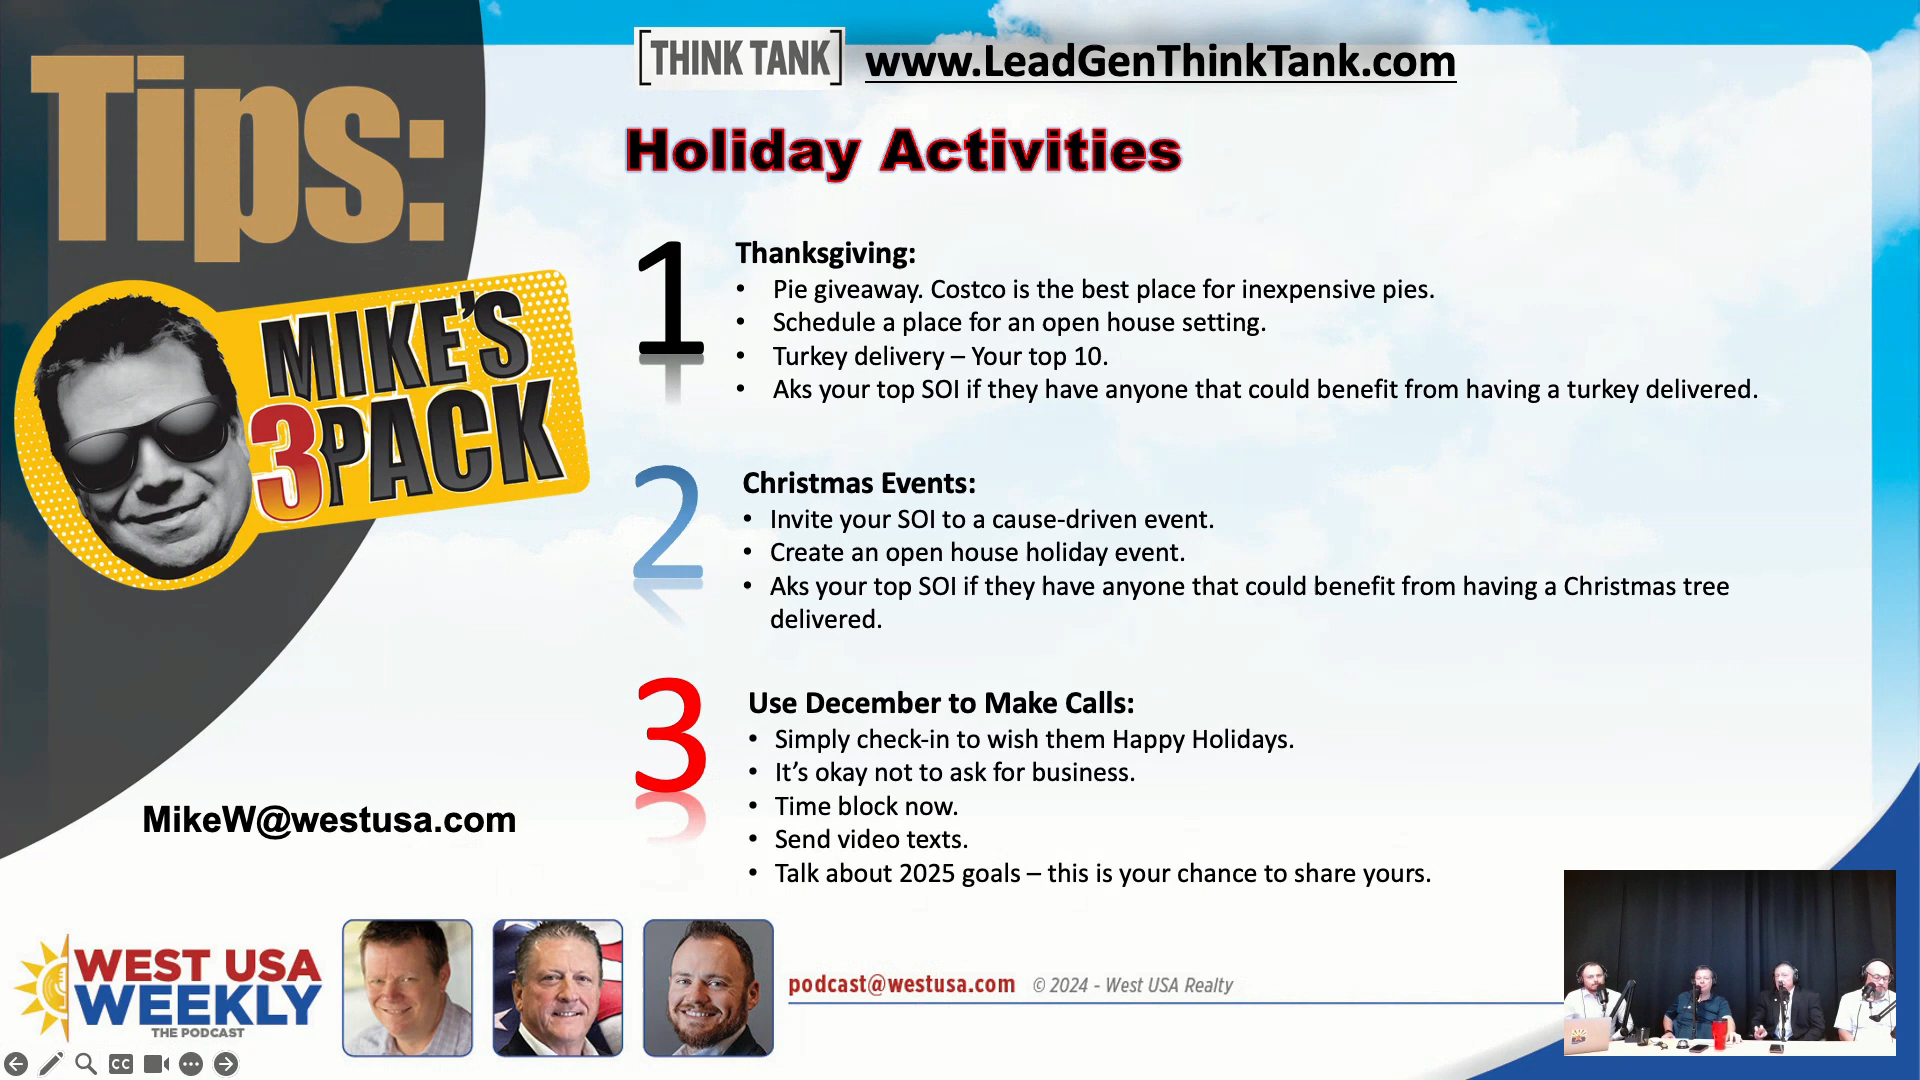 Tips:
MIKE'S
3PACK
MikeW@westusa.com
[THINK TANK] www.LeadGenThinkTank.com
Holiday Activities
1 Thanksgiving:
• Pie giveaway. Costco is the best place for inexpensive pies.
• Schedule a place for an open house setting.
• Turkey delivery – Your top 10.
• Aks your top SOI if they have anyone that could benefit from having a turkey delivered.
2 Christmas Events:
• Invite your SOI to a cause-driven event.
• Create an open house holiday event.
• Aks your top SOI if they have anyone that could benefit from having a Christmas tree
delivered.
3 Use December to Make Calls:
• Simply check-in to wish them Happy Holidays.
• It's okay not to ask for business.
• Time block now.
• Send video texts.
• Talk about 2025 goals – this is your chance to share yours.
WEST USA
WEEKLY
THE PODCAST
podcast@westusa.com © 2024 - West USA Realty
CC